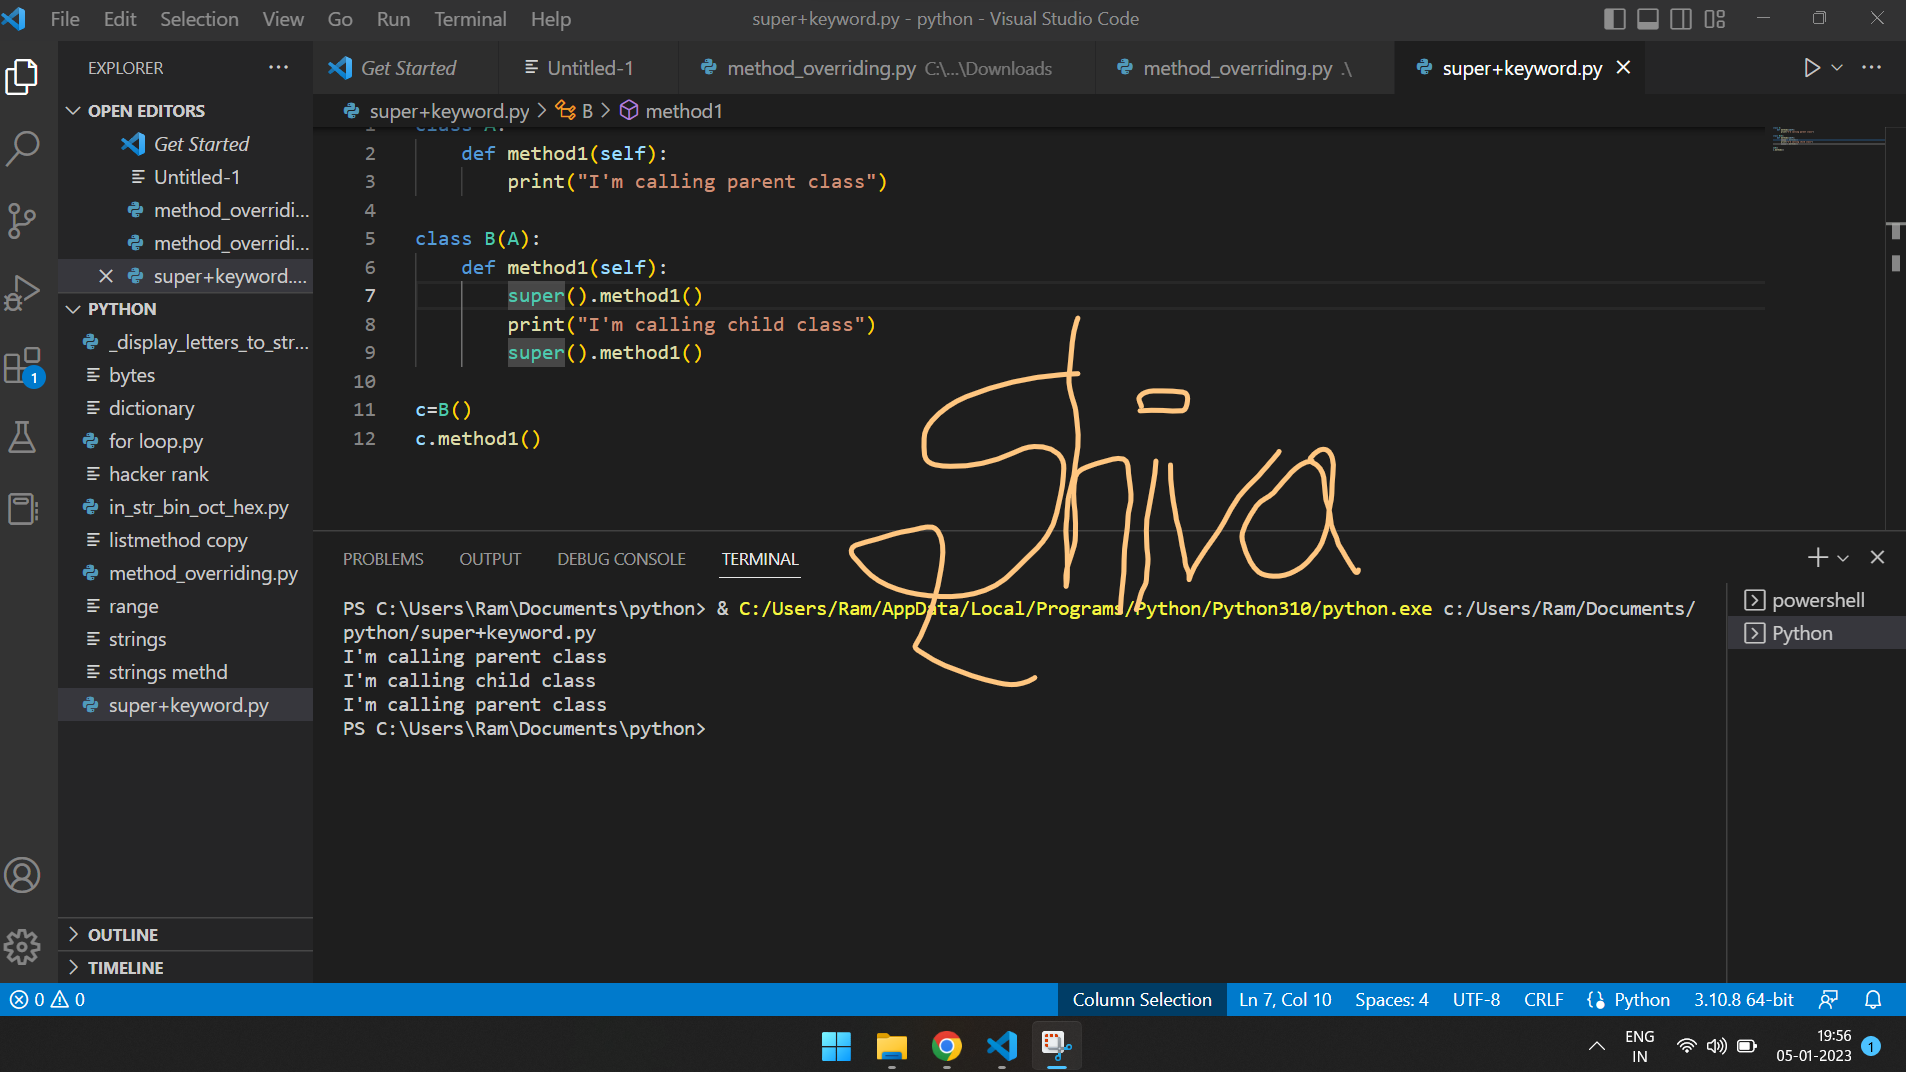 File Edit Selection View Go Run Terminal Help
super+keyword.py - python - Visual Studio Code
EXPLORER
OPEN EDITORS
Get Started
Untitled-1
method_overridi...
method_overridi...
super+keyword....
PYTHON
_display_letters_to_str...
bytes
dictionary
for loop.py
hacker rank
in_str_bin_oct_hex.py
listmethod copy
method_overriding.py
range
strings
strings methd
super+keyword.py
OUTLINE
TIMELINE
1
Get Started Untitled-1 method_overriding.py C:\...\Downloads method_overriding.py .\ super+keyword.py
super+keyword.py > B > method1
1 class A:
2 def method1(self):
3 print("I'm calling parent class")
4
5 class B(A):
6 def method1(self):
7 super().method1()
8 print("I'm calling child class")
9 super().method1()
10
11 c=B()
12 c.method1()
Shiva
PROBLEMS OUTPUT DEBUG CONSOLE TERMINAL
PS C:\Users\Ram\Documents\python> & C:/Users/Ram/AppData/Local/Programs/Python/Python310/python.exe c:/Users/Ram/Documents/
python/super+keyword.py
I'm calling parent class
I'm calling child class
I'm calling parent class
PS C:\Users\Ram\Documents\python>
powershell
Python
0 0
Column Selection Ln 7, Col 10 Spaces: 4 UTF-8 CRLF Python 3.10.8 64-bit
ENG
IN
19:56
05-01-2023
1